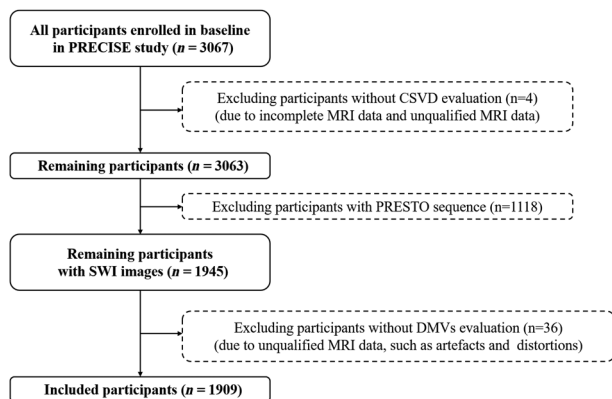 All participants enrolled in baseline
in PRECISE study (n = 3067)
Excluding participants without CSVD evaluation (n=4)
(due to incomplete MRI data and unqualified MRI data)
Remaining participants (n = 3063)
Excluding participants with PRESTO sequence (n=1118)
Remaining participants
with SWI images (n = 1945)
Excluding participants without DMVs evaluation (n=36)
(due to unqualified MRI data, such as artefacts and distortions)
Included participants (n = 1909)